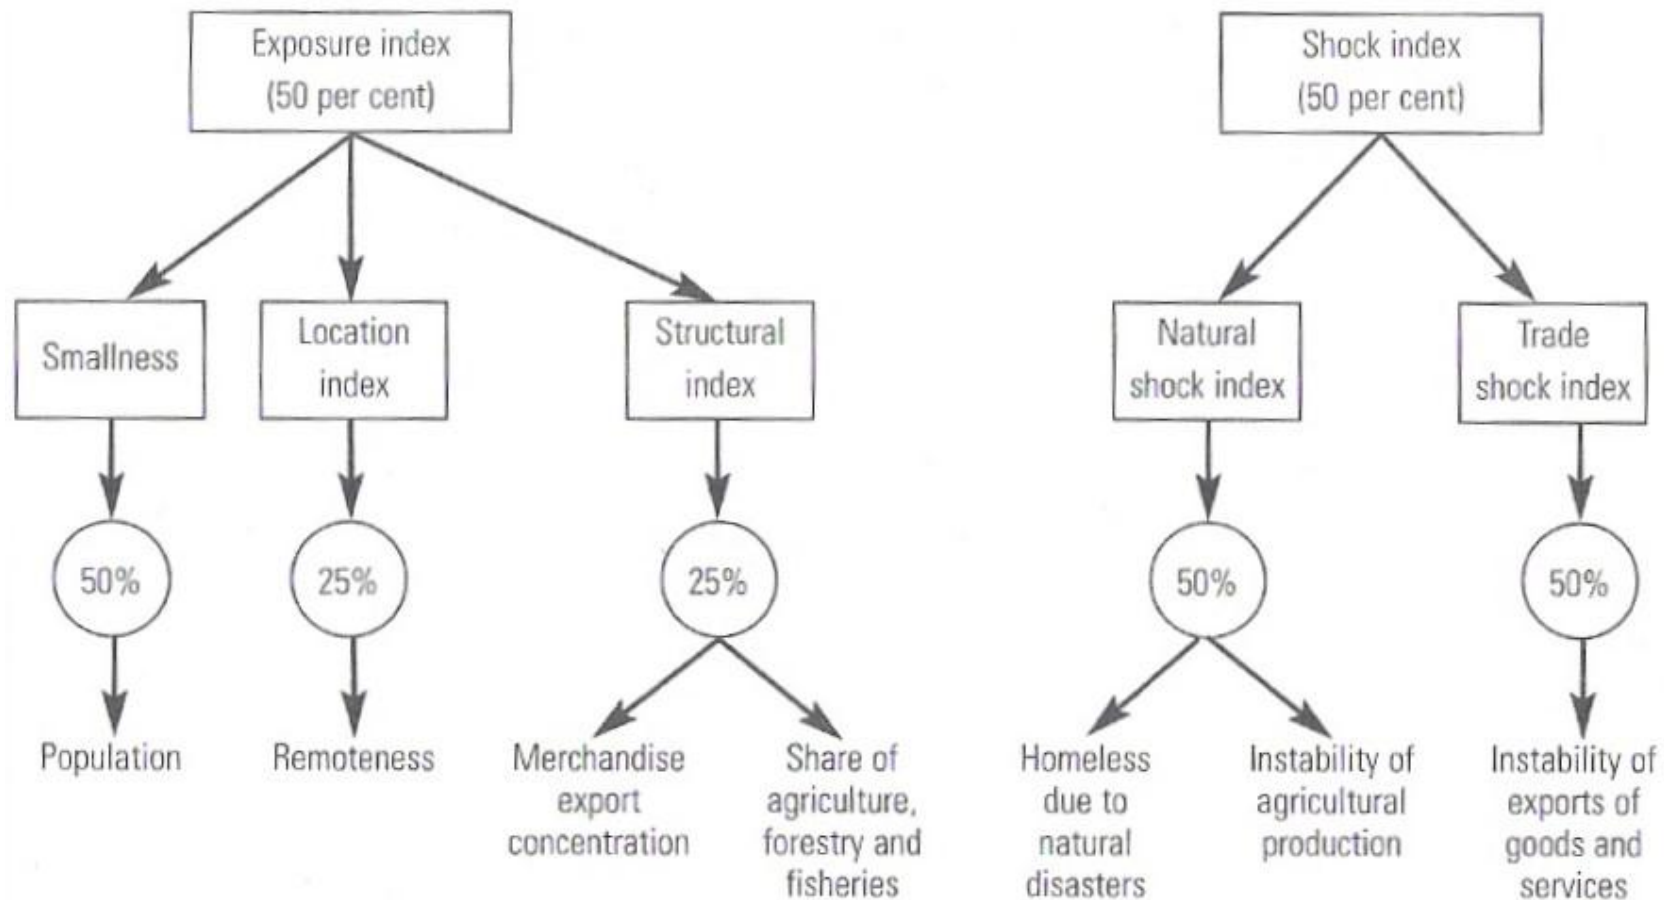 Exposure index
(50 per cent)
Shock index
(50 per cent)
Smallness
Location
index
Structural
index
Natural
shock index
Trade
shock index
50%
25%
25%
50%
50%
Population
Remoteness
Merchandise
export
concentration
Share of
agriculture,
forestry and
fisheries
Homeless
due to
natural
disasters
Instability of
agricultural
production
Instability of
exports of
goods and
services